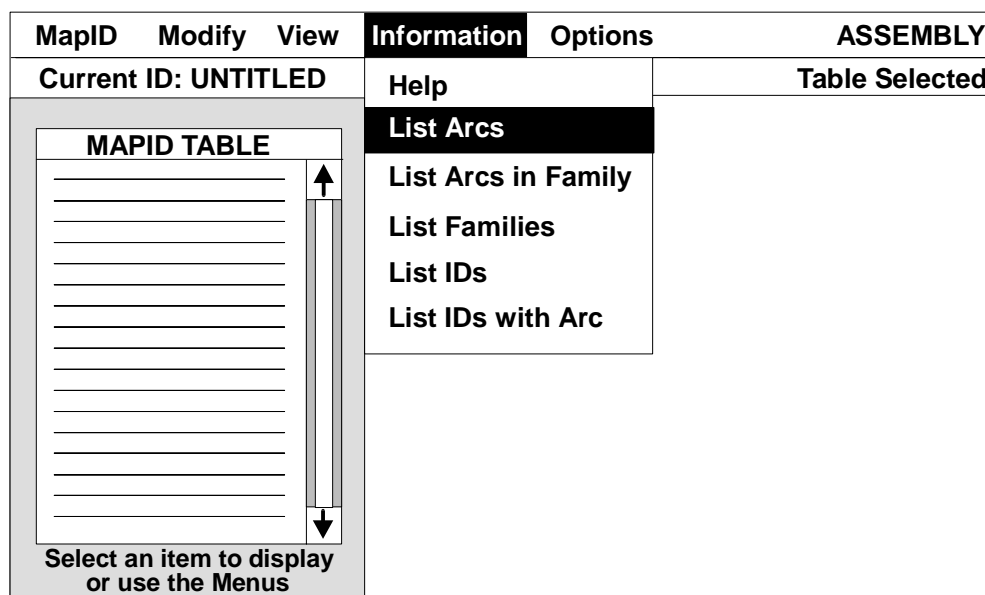 MapID Modify View Information Options ASSEMBLY
Current ID: UNTITLED
Table Selected
Help
List Arcs
List Arcs in Family
List Families
List IDs
List IDs with Arc
MAPID TABLE
Select an item to display
or use the Menus